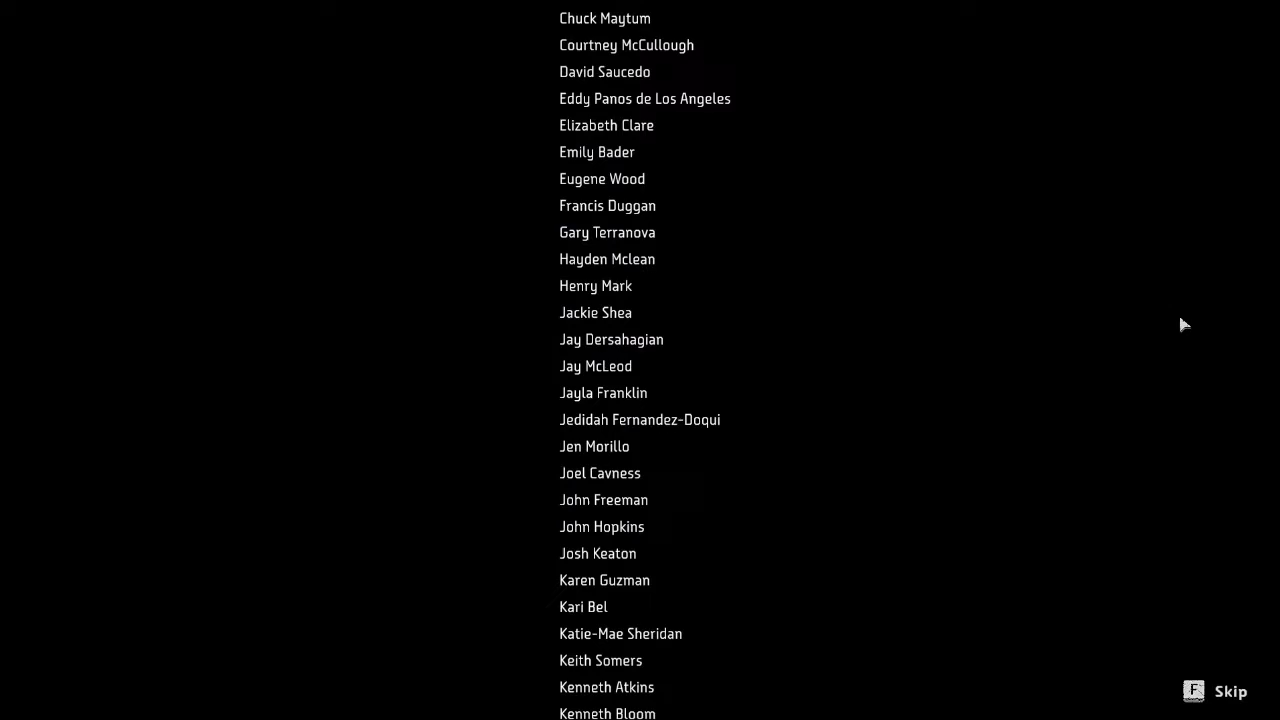 Chuck Maytum
Courtney McCullough
David Saucedo
Eddy Panos de Los Angeles
Elizabeth Clare
Emily Bader
Eugene Wood
Francis Duggan
Gary Terranova
Hayden Mclean
Henry Mark
Jackie Shea
Jay Dersahagian
Jay McLeod
Jayla Franklin
Jedidah Fernandez-Doqui
Jen Morillo
Joel Cavness
John Freeman
John Hopkins
Josh Keaton
Karen Guzman
Kari Bel
Katie-Mae Sheridan
Keith Somers
Kenneth Atkins
Kenneth Bloom
F Skip